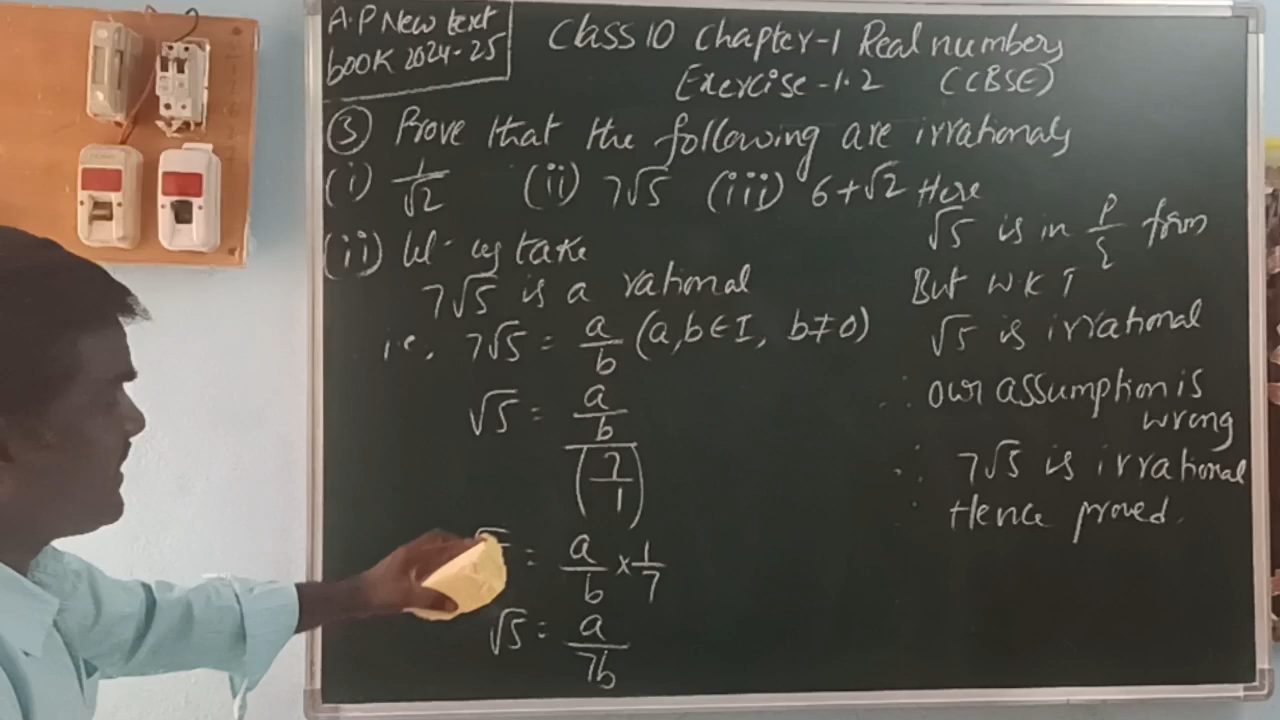 A.P New text
book 2024-25
Class 10 Chapter-1 Real numbers
Exercise-1.2 (CBSE)
③ Prove that the following are irrationals
(i) 1/√2 (ii) 7√5 (iii) 6+√2
(ii) let us take
7√5 is a rational
i.e, 7√5 = a/b (a,b∈I, b≠0)
√5 = (a/b)/(7/1)
= a/b × 1/7
√5 = a/7b
Here
√5 is in p/q form
But W K T
√5 is irrational
∴ our assumption is
wrong
∴ 7√5 is irrational
Hence proved.